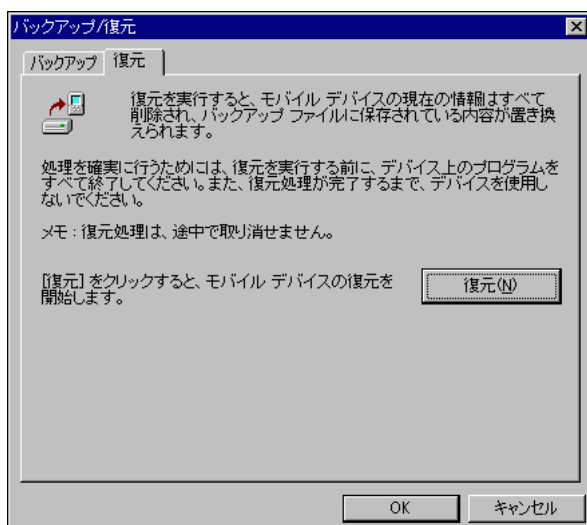 バックアップ/復元
バックアップ
復元
復元を実行すると、モバイル デバイスの現在の情報はすべて
削除され、バックアップ ファイルに保存されている内容が置き換
えられます。
処理を確実に行うためには、復元を実行する前に、デバイス上のプログラムを
すべて終了してください。また、復元処理が完了するまで、デバイスを使用し
ないでください。
メモ : 復元処理は、途中で取り消せません。
[復元] をクリックすると、モバイル デバイスの復元を
開始します。
復元(N)
OK
キャンセル